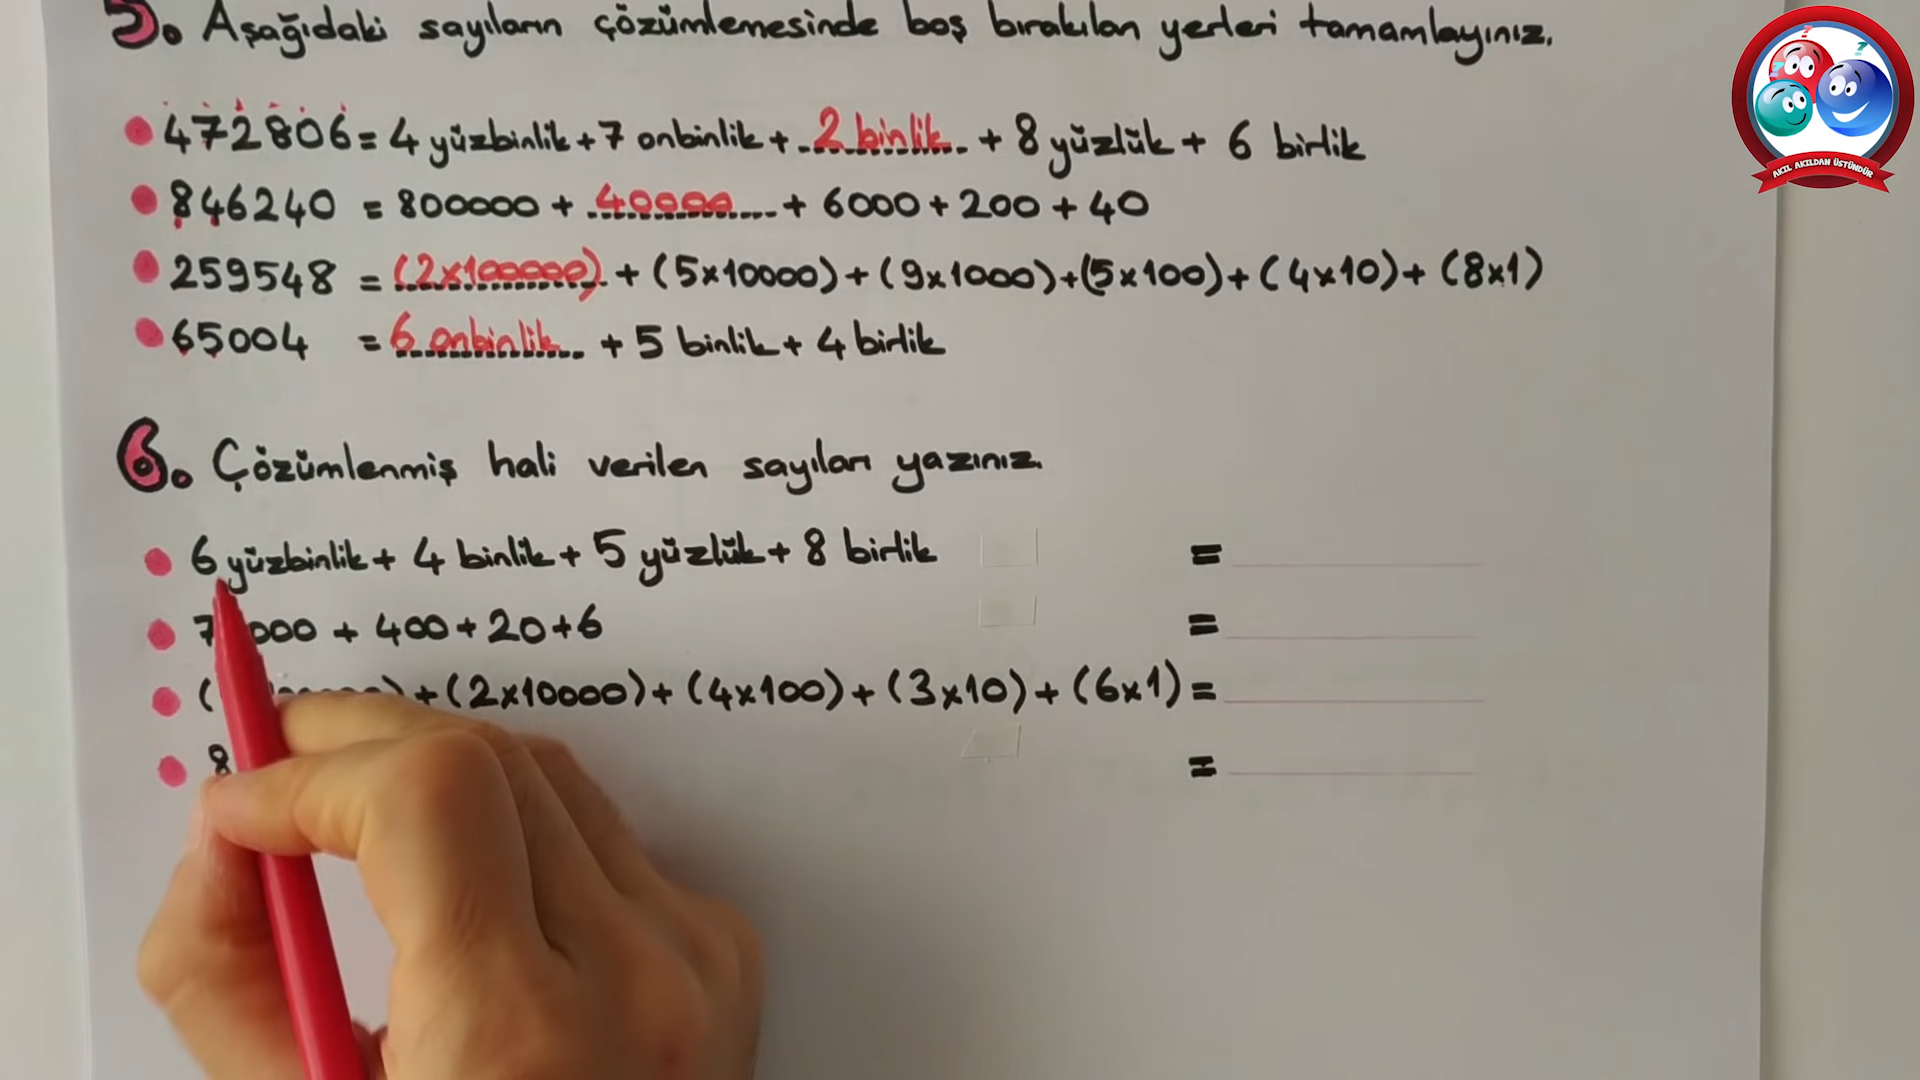 5. Aşağıdaki sayıların çözümlemesinde boş bırakılan yerleri tamamlayınız.
472806 = 4 yüzbinlik + 7 onbinlik + 2 binlik + 8 yüzlük + 6 birlik
846240 = 800000 + 40000 + 6000 + 200 + 40
259548 = (2x100000) + (5x10000) + (9x1000) + (5x100) + (4x10) + (8x1)
65004 = 6 onbinlik + 5 binlik + 4 birlik
6. Çözümlenmiş hali verilen sayıları yazınız.
6 yüzbinlik + 4 binlik + 5 yüzlük + 8 birlik =
+ 400 + 20 + 6 =
+ (2x10000) + (4x100) + (3x10) + (6x1) =
8 =
AKIL AKILDAN ÜSTÜNDÜR